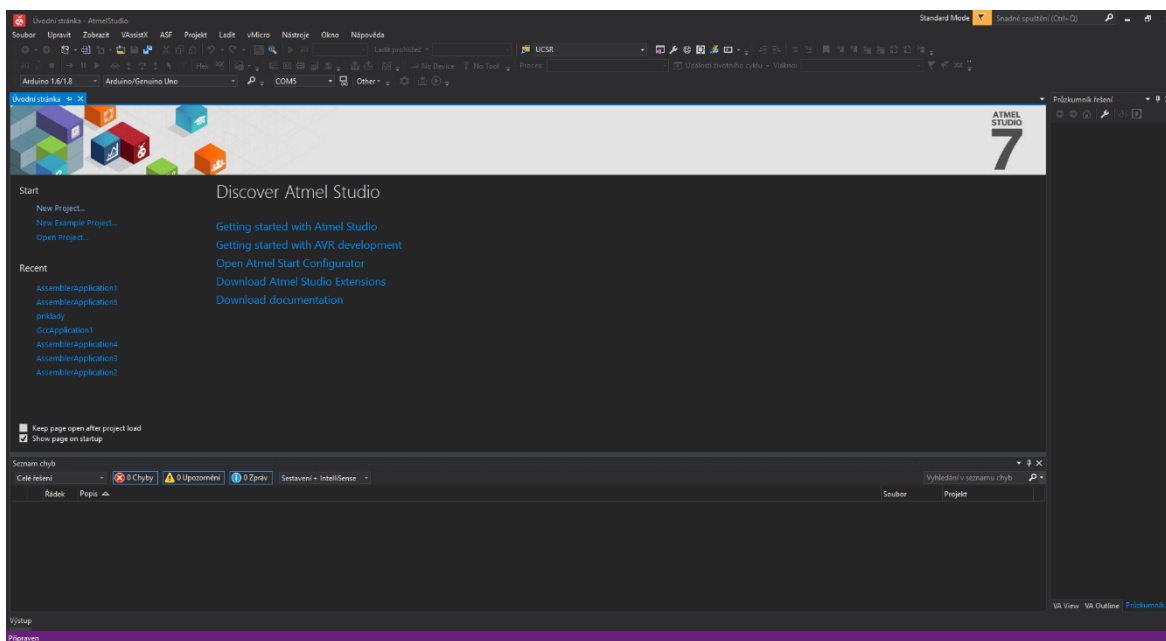 Úvodní stránka - AtmelStudio
Standard Mode
Snadné spuštění (Ctrl+Q)
Soubor Upravit Zobrazit VAssistX ASF Projekt Ladit vMicro Nástroje Okno Nápověda
Ladit prohlížeč
UCSR
Hex
No Device
No Tool
Proces:
Události životního cyklu
Vlákno:
Arduino 1.6/1.8
Arduino/Genuino Uno
COM5
Other
Úvodní stránka
Průzkumník řešení
ATMEL
STUDIO
7
Start
New Project...
New Example Project...
Open Project...
Recent
AssemblerApplication1
AssemblerApplication5
priklady
GccApplication1
AssemblerApplication4
AssemblerApplication3
AssemblerApplication2
Discover Atmel Studio
Getting started with Atmel Studio
Getting started with AVR development
Open Atmel Start Configurator
Download Atmel Studio Extensions
Download documentation
Keep page open after project load
Show page on startup
Seznam chyb
Celé řešení
0 Chyby
0 Upozornění
0 Zpráv
Sestavení + IntelliSense
Vyhledání v seznamu chyb
Řádek Popis
Soubor Projekt
VA View VA Outline Průzkumník
Výstup
Připraven